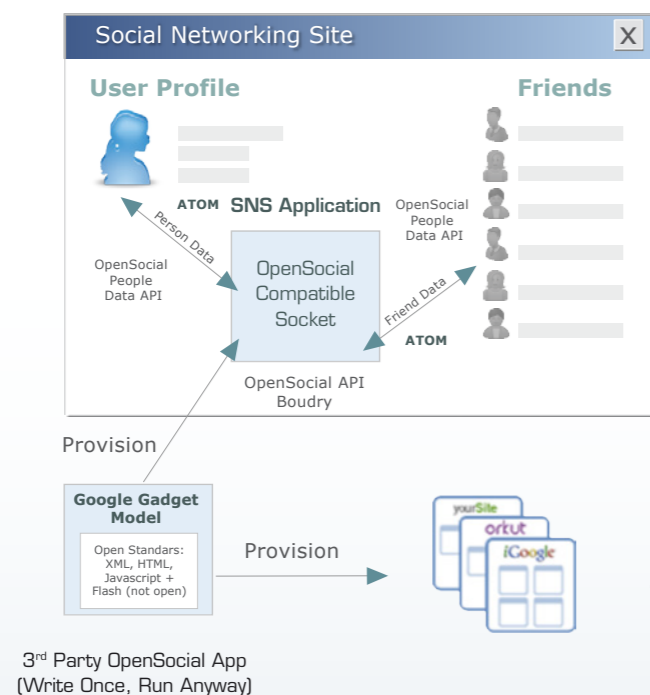 Social Networking Site
X
User Profile
Friends
ATOM
SNS Application
OpenSocial
People
Data API
Person Data
OpenSocial
People
Data API
OpenSocial
Compatible
Socket
Friend Data
ATOM
OpenSocial API
Boudry
Provision
Google Gadget
Model
Open Standars:
XML, HTML,
Javascript +
Flash (not open)
Provision
yourSite
orkut
iGoogle
3rd Party OpenSocial App
(Write Once, Run Anyway)